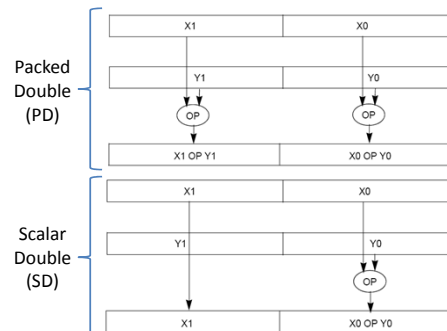 Packed
Double
(PD)
X1 X0
Y1 Y0
OP OP
X1 OP Y1 X0 OP Y0
Scalar
Double
(SD)
X1 X0
Y1 Y0
OP
X1 X0 OP Y0